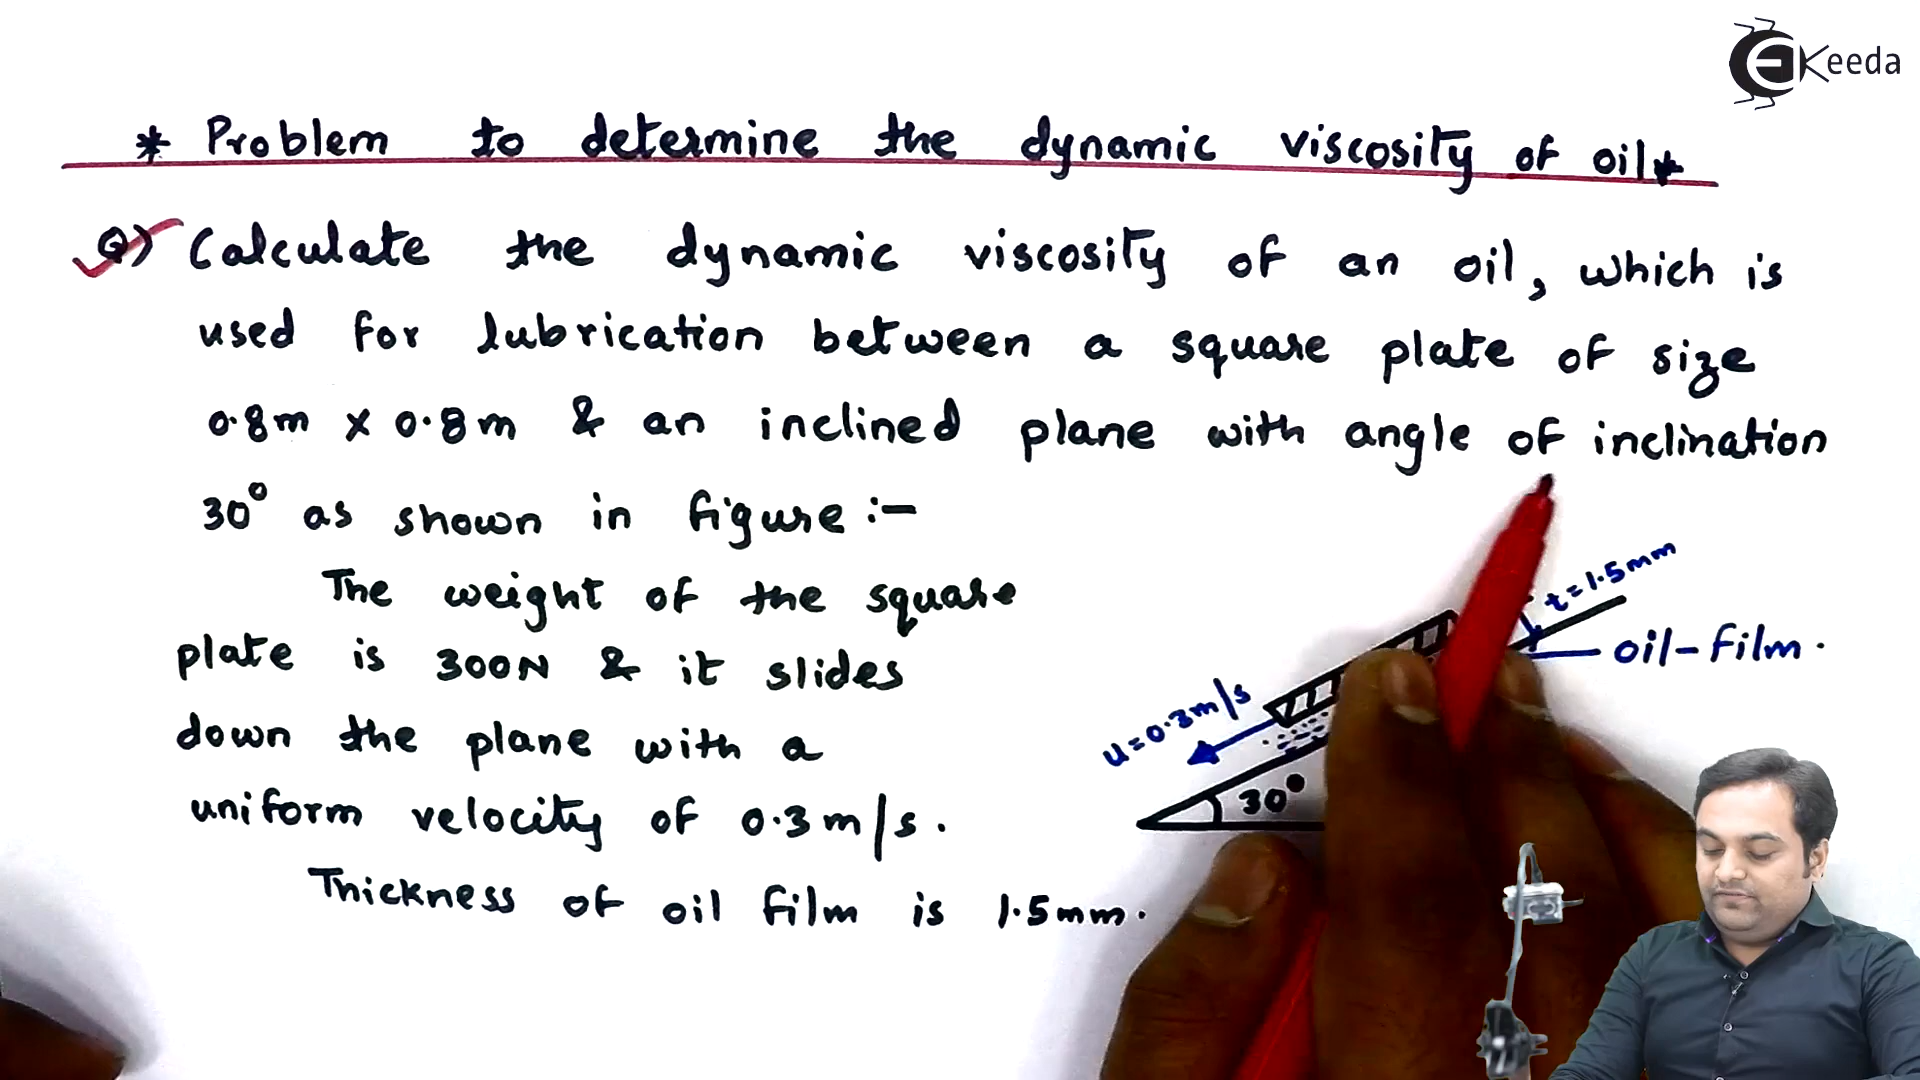 Keeda
* Problem to determine the dynamic viscosity of oil *
Q) Calculate the dynamic viscosity of an oil, which is
used for lubrication between a square plate of size
0.8m x 0.8m & an inclined plane with angle of inclination
30° as shown in figure :-
The weight of the square
plate is 300N & it slides
down the plane with a
uniform velocity of 0.3m/s.
Thickness of oil film is 1.5mm.
t=1.5mm
oil-film.
u=0.3m/s
30°